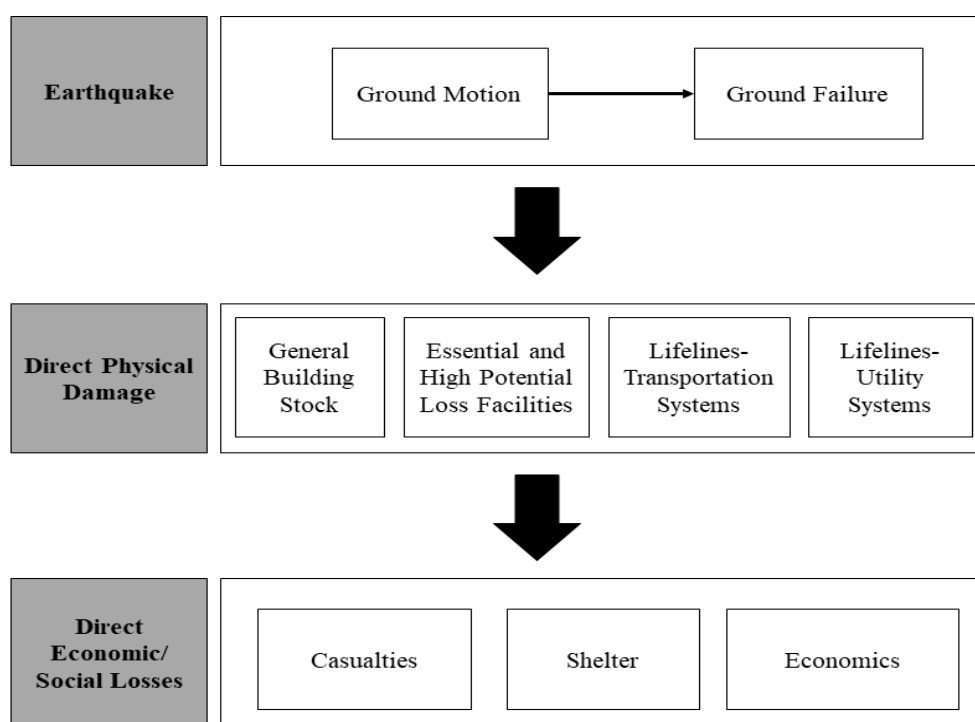 Earthquake
Ground Motion
Ground Failure
Direct Physical
Damage
General
Building
Stock
Essential and
High Potential
Loss Facilities
Lifelines-
Transportation
Systems
Lifelines-
Utility
Systems
Direct
Economic/
Social Losses
Casualties
Shelter
Economics